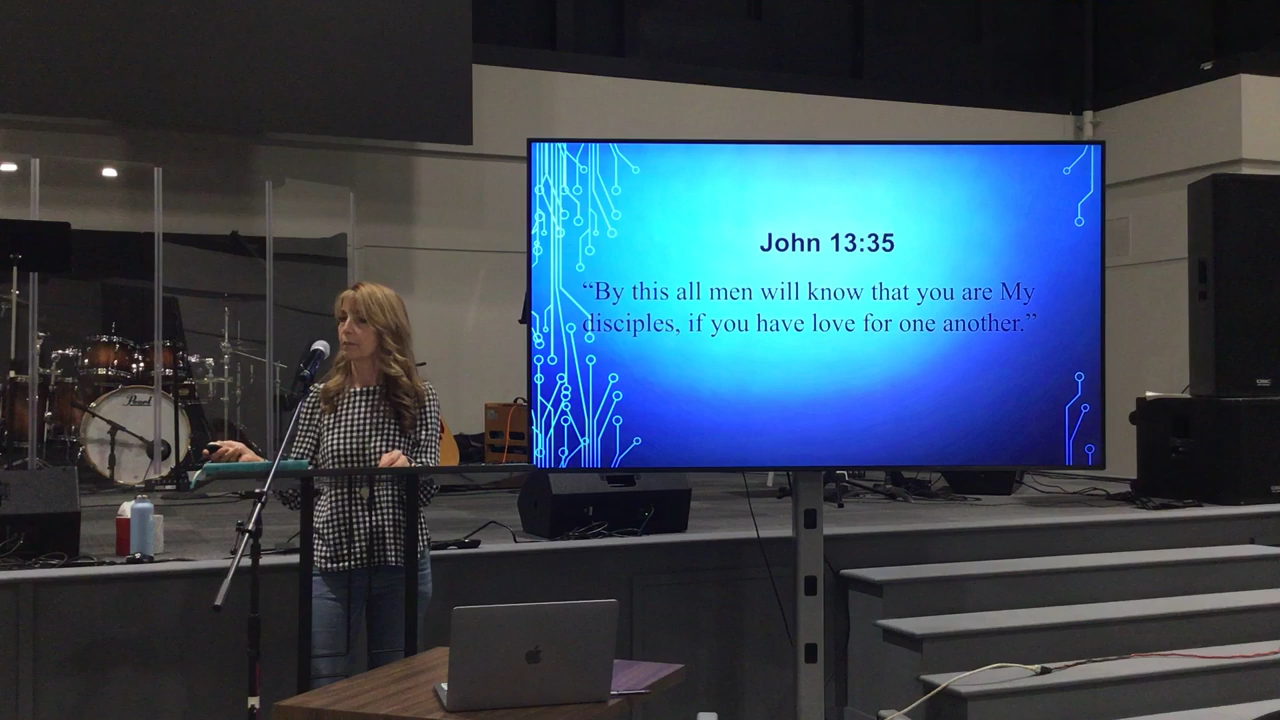 John 13:35
“By this all men will know that you are My
disciples, if you have love for one another.”
Pearl